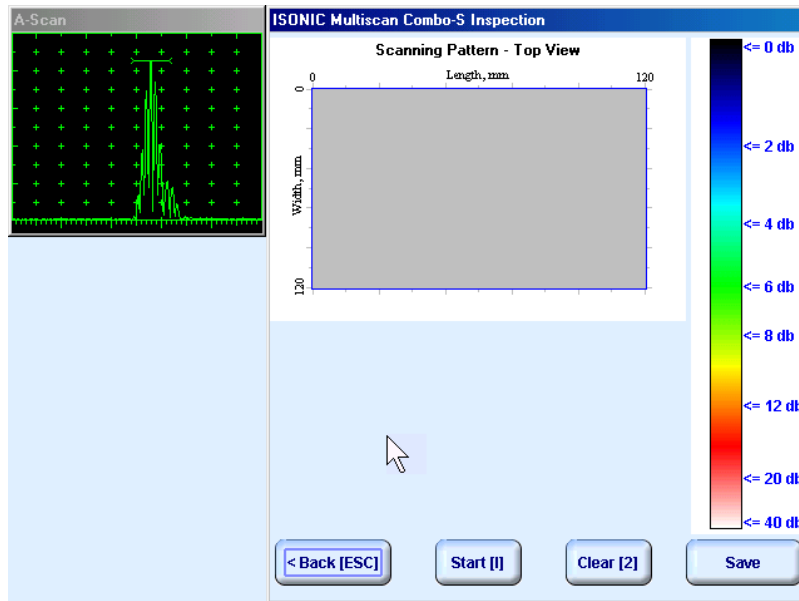 A-Scan
ISONIC Multiscan Combo-S Inspection
Scanning Pattern - Top View
Length, mm
0
120
0
Width, mm
120
<= 0 db
<= 2 db
<= 4 db
<= 6 db
<= 8 db
<= 12 db
<= 20 db
<= 40 db
< Back [ESC]
Start [I]
Clear [2]
Save